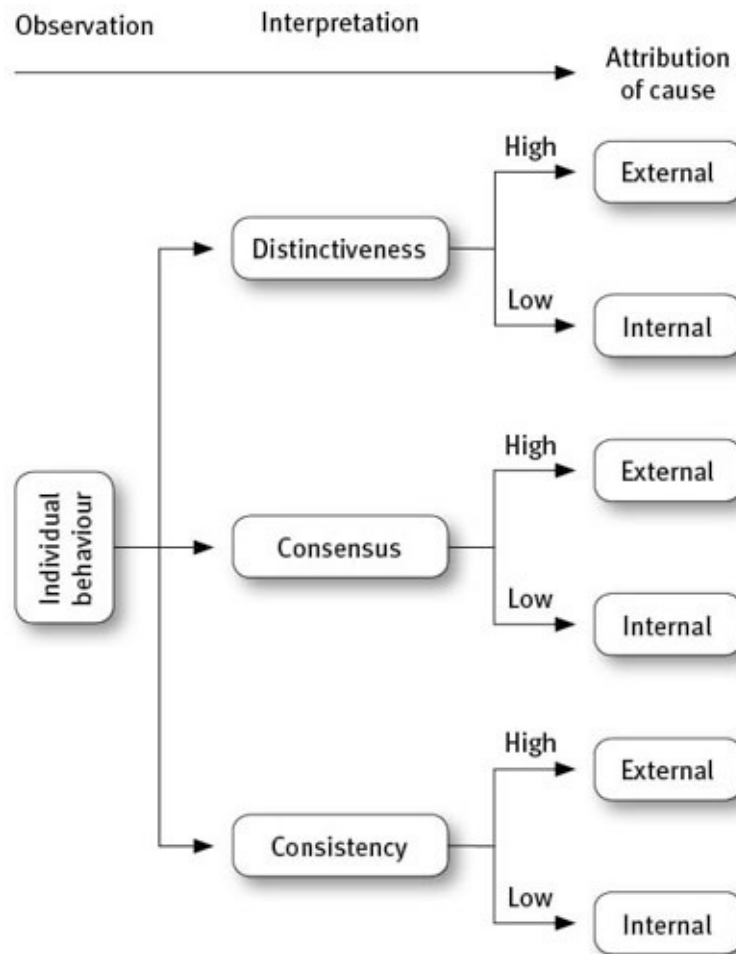 Observation
Interpretation
Attribution
of cause
High
External
Distinctiveness
Low
Internal
High
External
Individual
behaviour
Consensus
Low
Internal
High
External
Consistency
Low
Internal